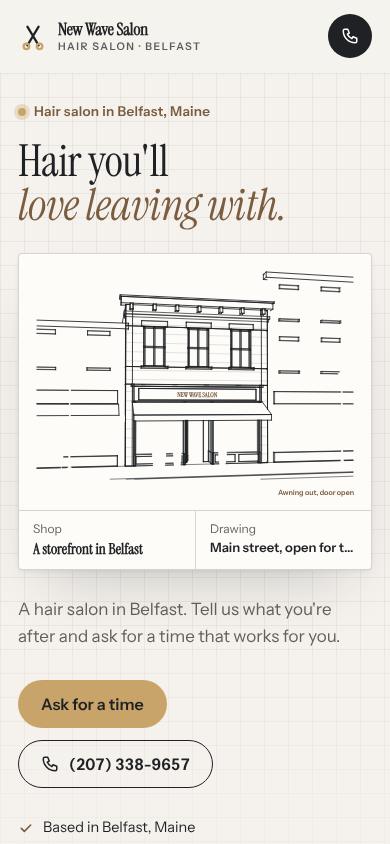 New Wave Salon
HAIR SALON · BELFAST
Hair salon in Belfast, Maine
Hair you'll
love leaving with.
NEW WAVE SALON
Awning out, door open
Shop
A storefront in Belfast
Drawing
Main street, open for t...
A hair salon in Belfast. Tell us what you're
after and ask for a time that works for you.
Ask for a time
(207) 338-9657
Based in Belfast, Maine